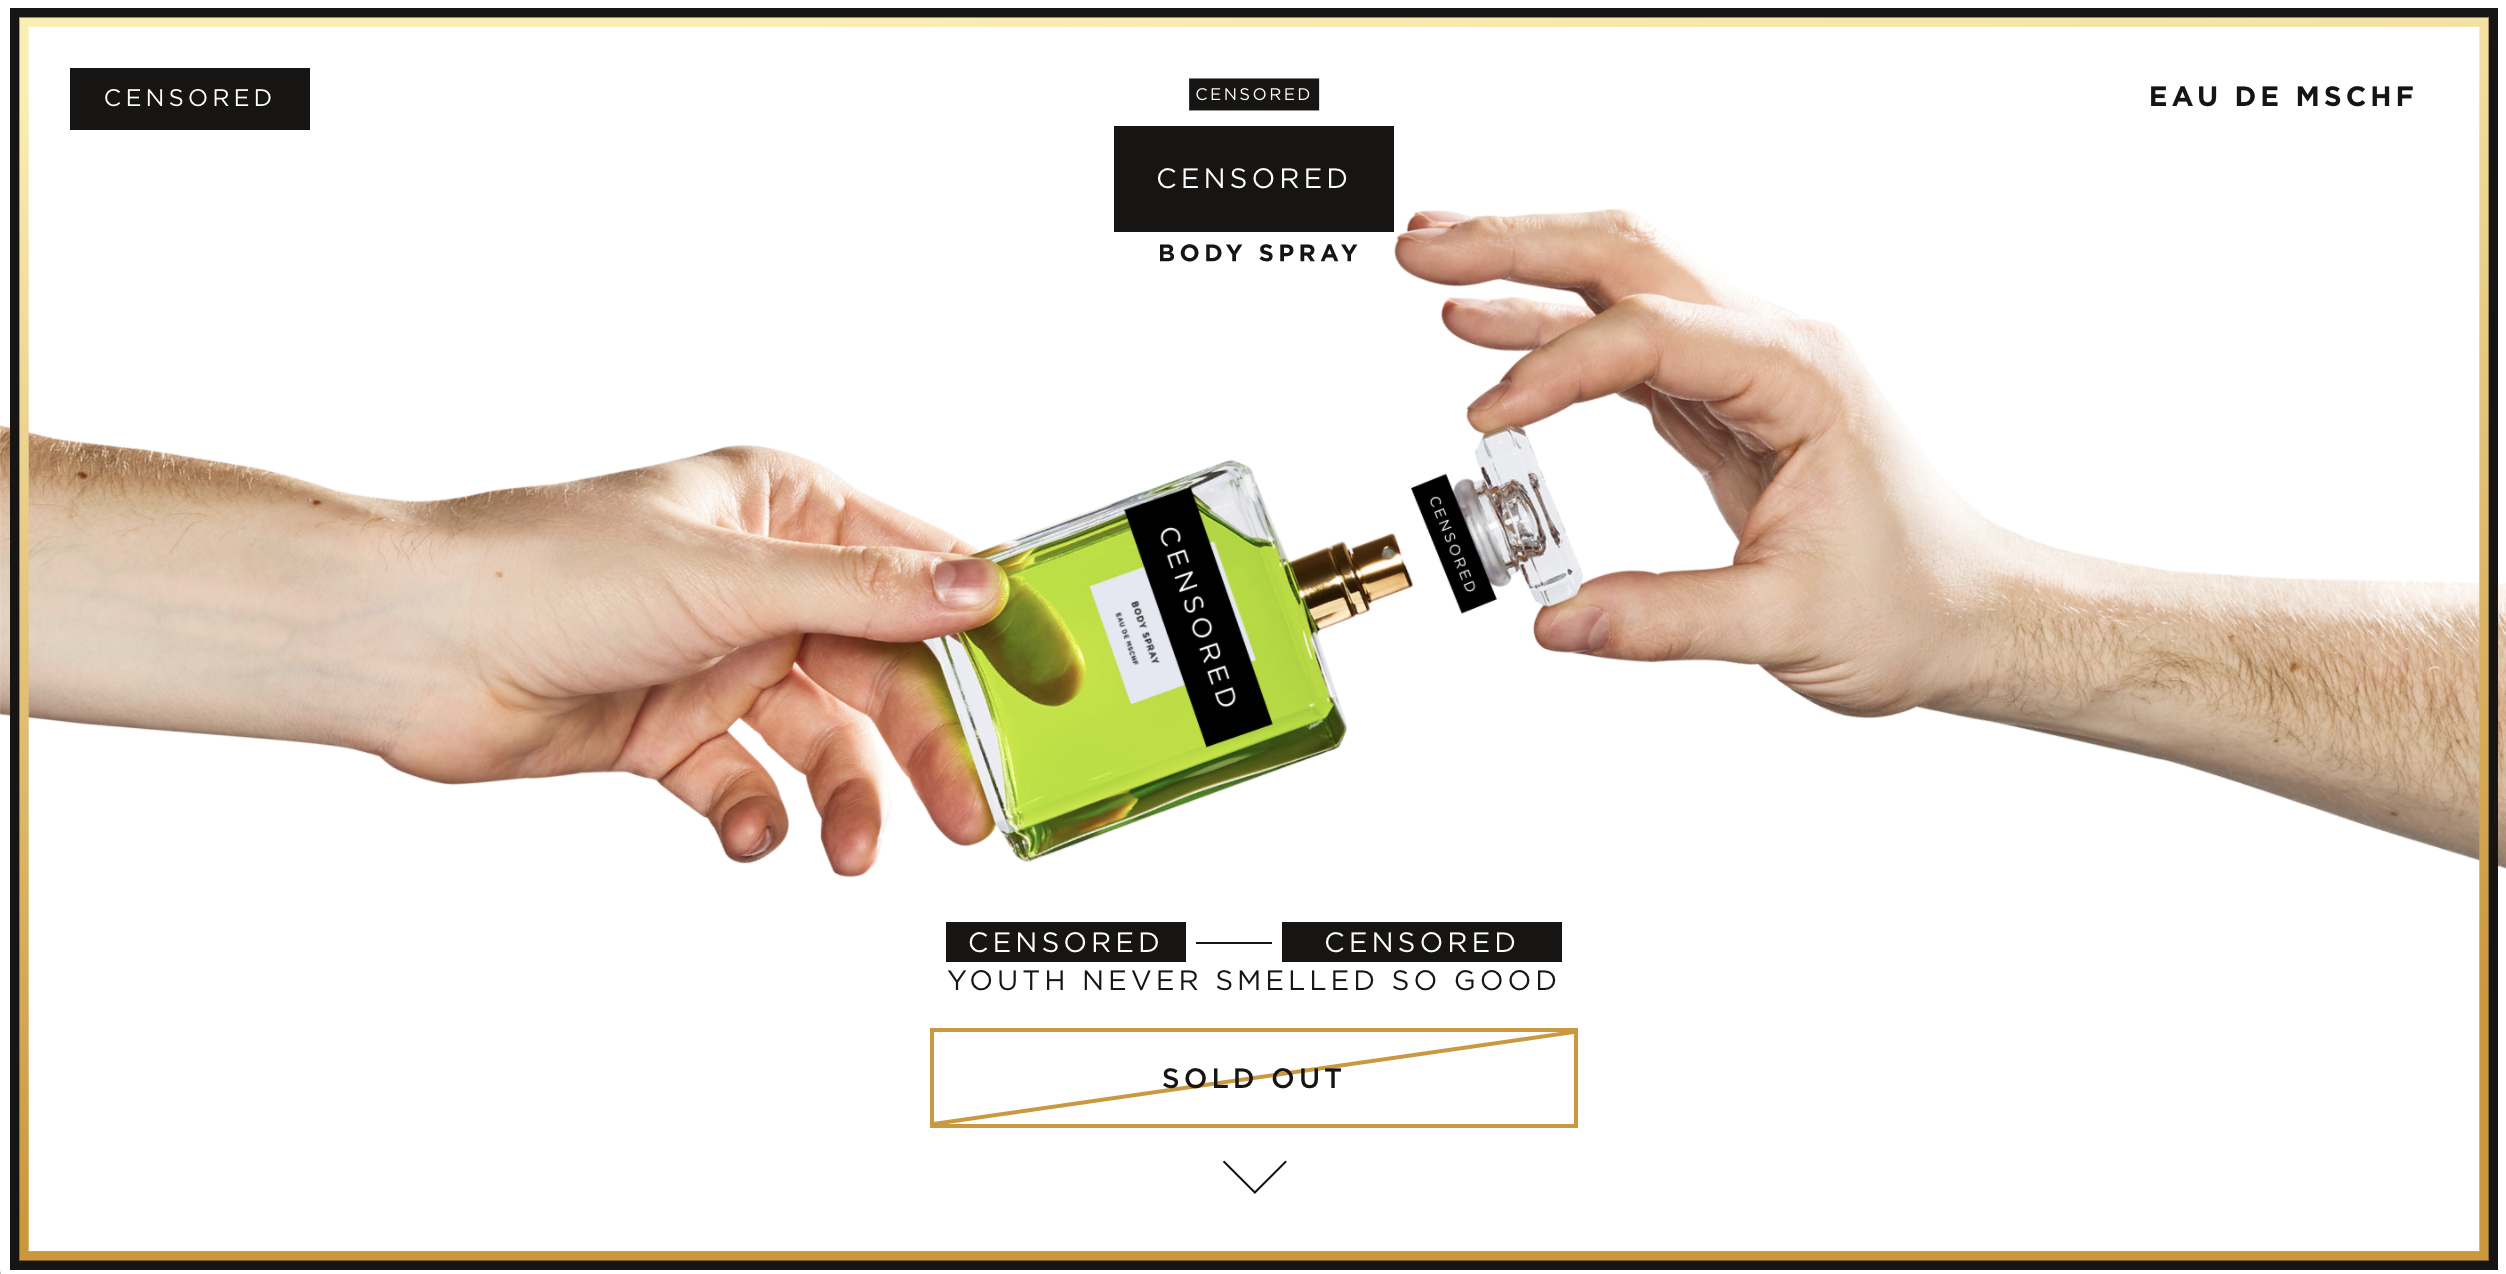 CENSORED
CENSORED
EAU DE MSCHF
CENSORED
BODY SPRAY
CENSORED
CENSORED
BODY SPRAY
EAU DE MSCHF
CENSORED CENSORED
YOUTH NEVER SMELLED SO GOOD
SOLD OUT